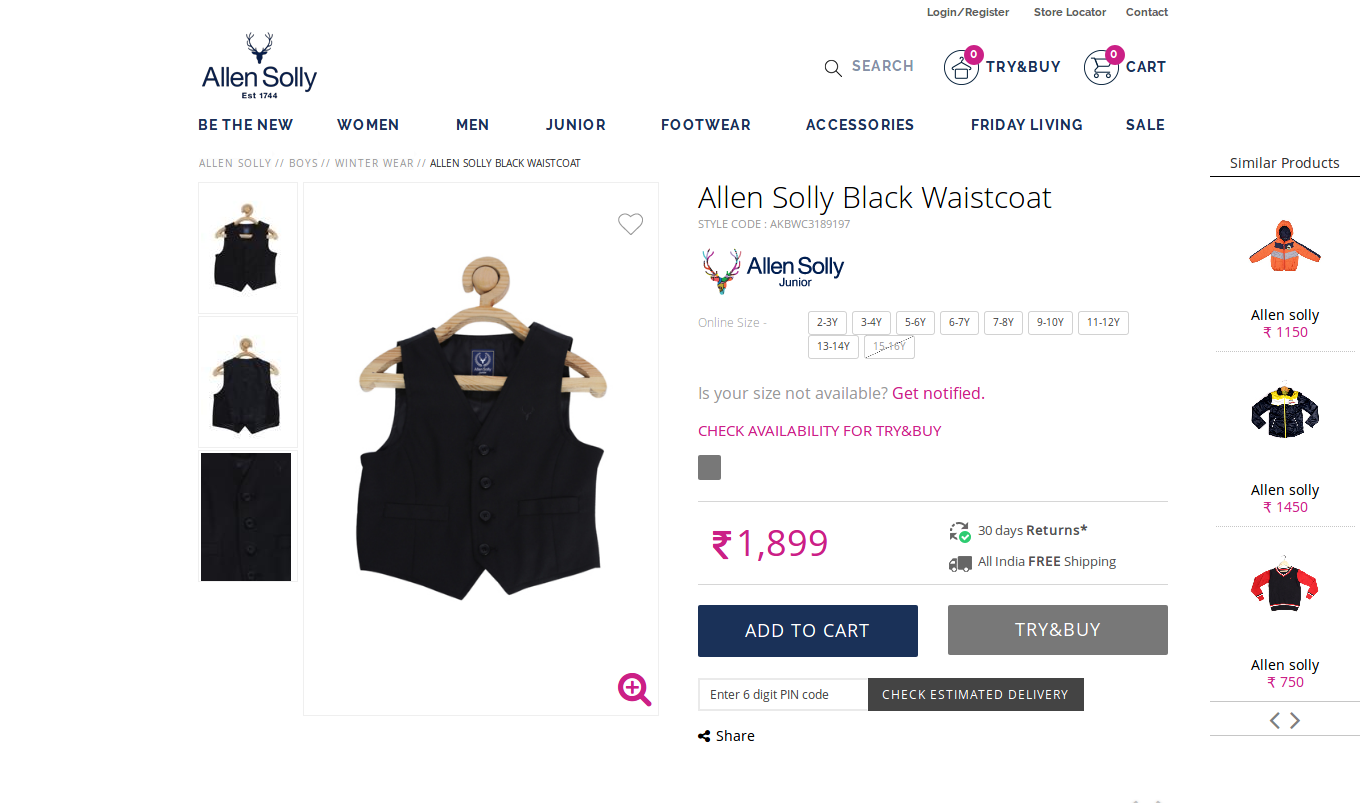 Login/Register Store Locator Contact
Allen Solly
Est 1744
SEARCH 0 TRY&BUY 0 CART
BE THE NEW WOMEN MEN JUNIOR FOOTWEAR ACCESSORIES FRIDAY LIVING SALE
ALLEN SOLLY // BOYS // WINTER WEAR // ALLEN SOLLY BLACK WAISTCOAT
Allen Solly Black Waistcoat
STYLE CODE : AKBWC3189197
Allen Solly
Junior
Online Size - 2-3Y 3-4Y 5-6Y 6-7Y 7-8Y 9-10Y 11-12Y
13-14Y 15-16Y
Is your size not available? Get notified.
CHECK AVAILABILITY FOR TRY&BUY
₹1,899
30 days Returns*
All India FREE Shipping
ADD TO CART TRY&BUY
Enter 6 digit PIN code CHECK ESTIMATED DELIVERY
Share
Similar Products
Allen solly
₹ 1150
Allen solly
₹ 1450
Allen solly
₹ 750